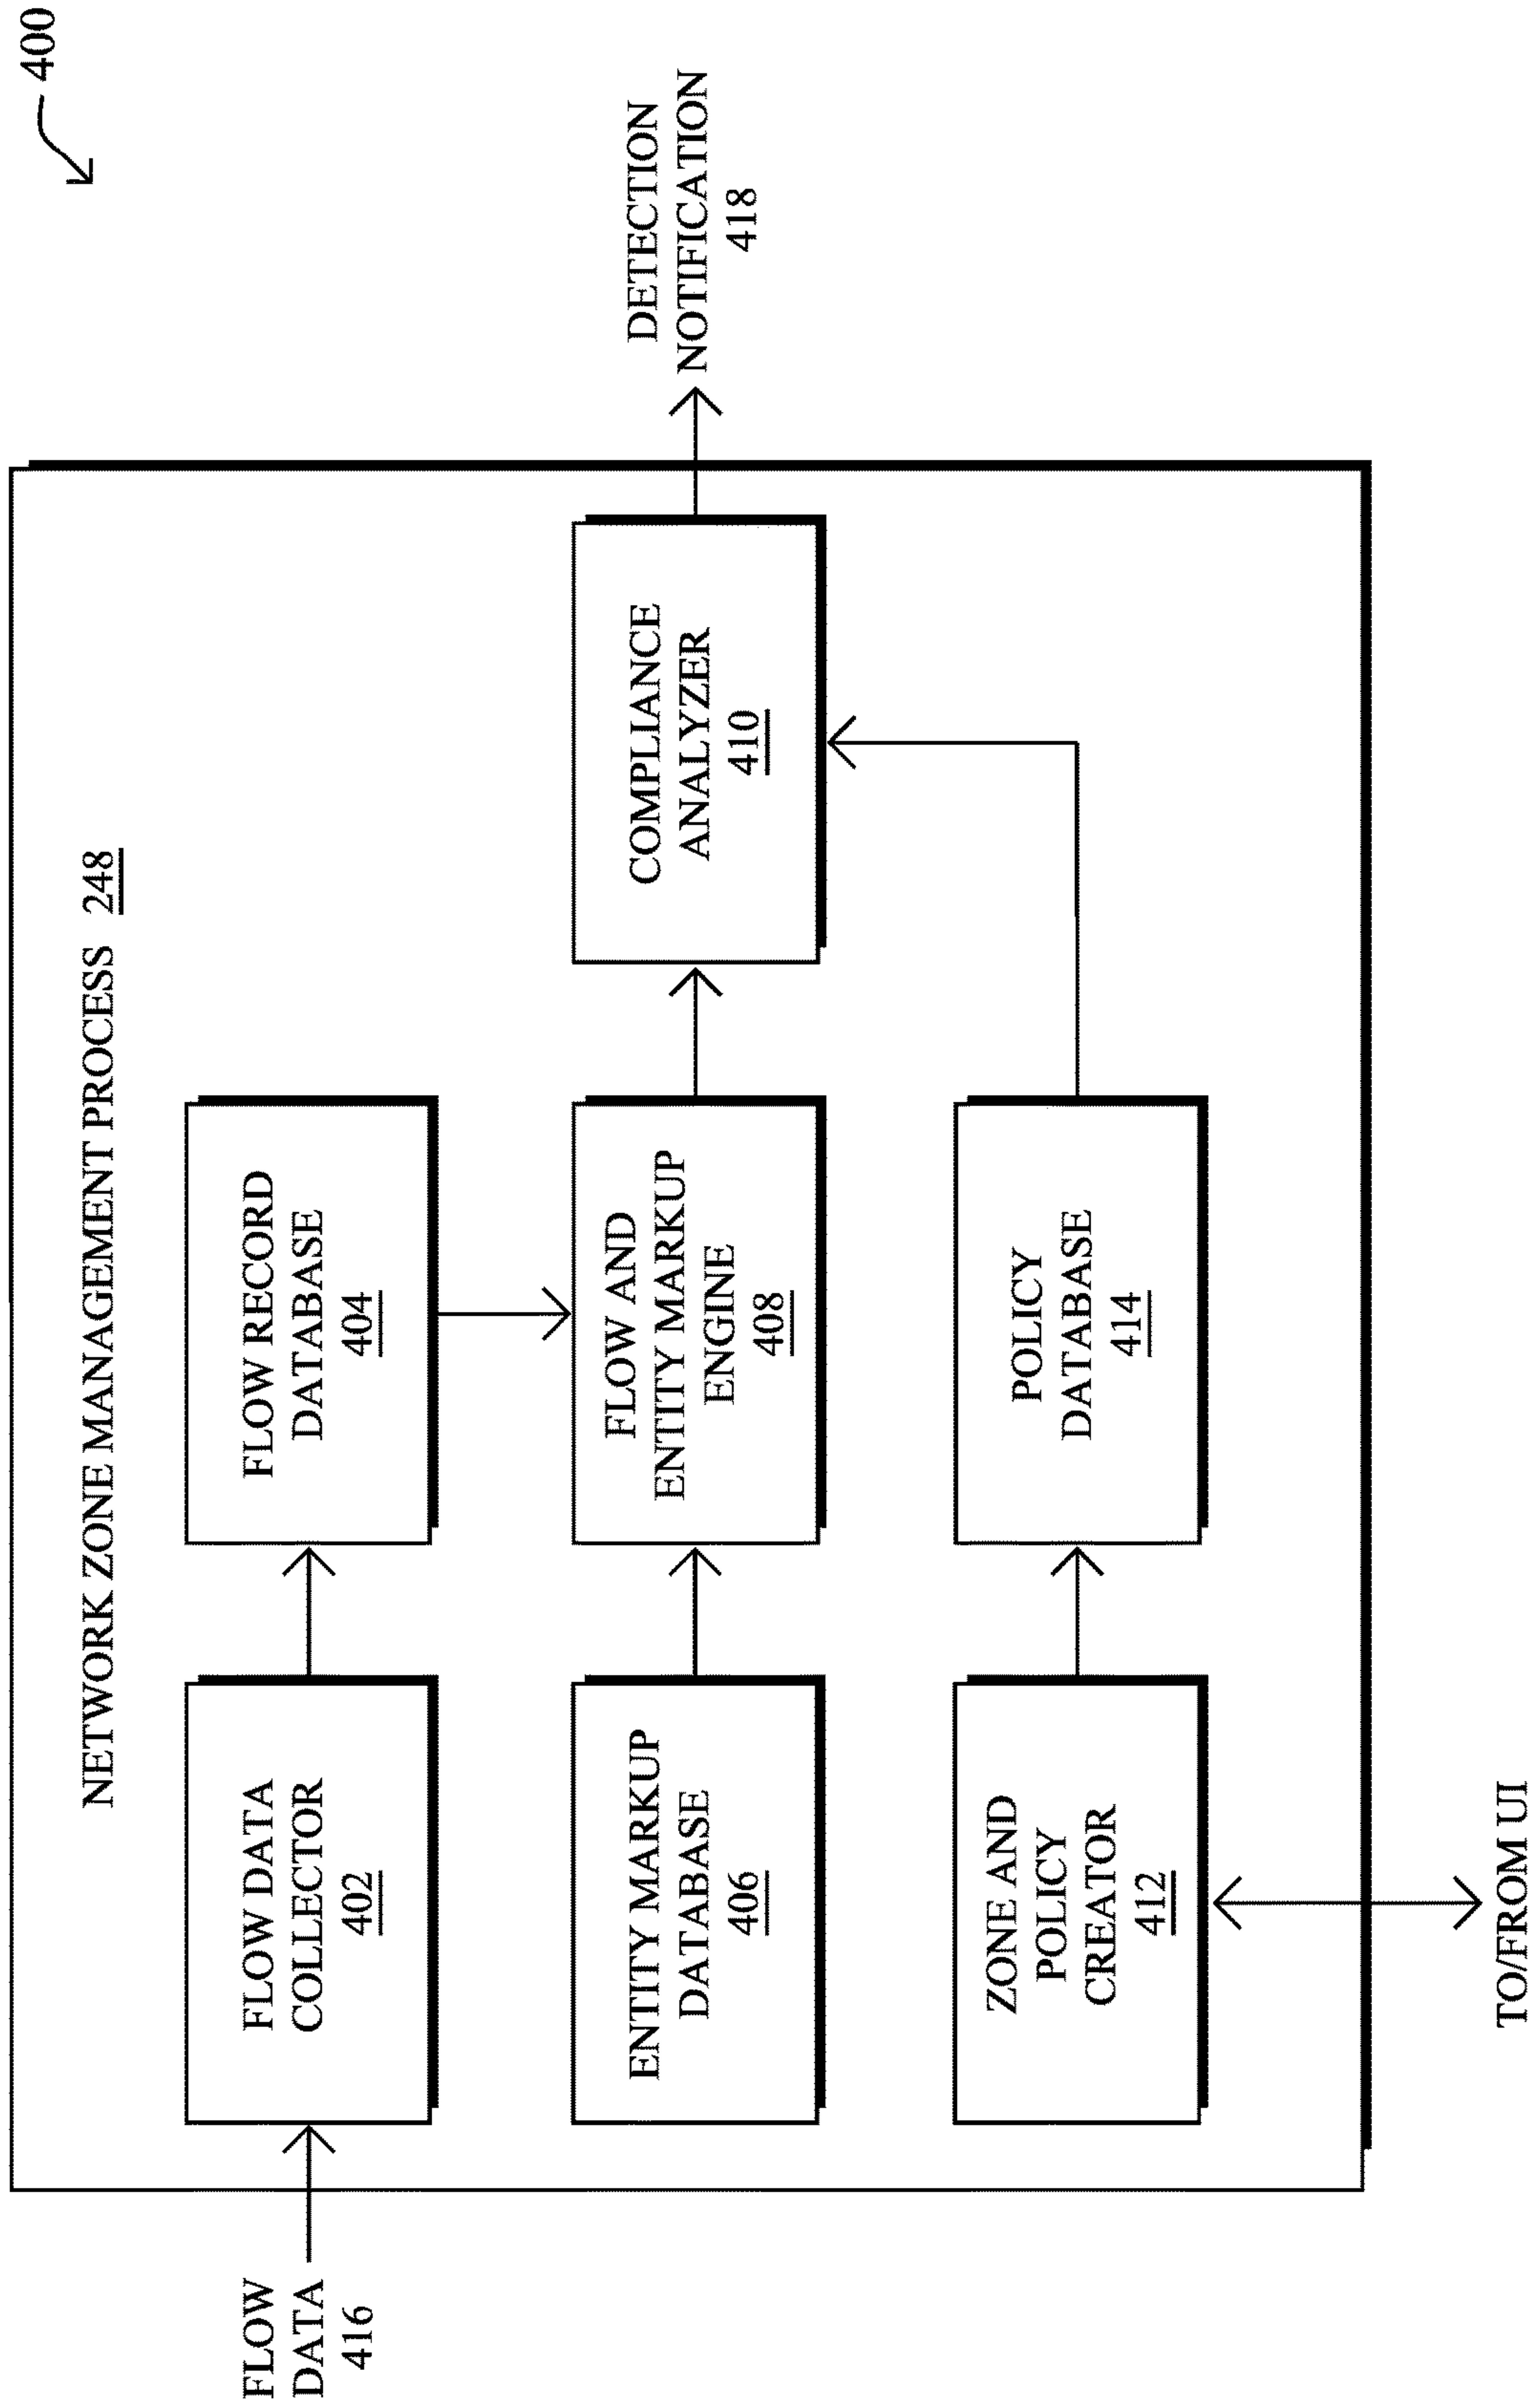 400
NETWORK ZONE MANAGEMENT PROCESS 248
FLOW
DATA
416
FLOW DATA
COLLECTOR
402
FLOW RECORD
DATABASE
404
ENTITY MARKUP
DATABASE
406
FLOW AND
ENTITY MARKUP
ENGINE
408
COMPLIANCE
ANALYZER
410
DETECTION
NOTIFICATION
418
ZONE AND
POLICY
CREATOR
412
POLICY
DATABASE
414
TO/FROM UI